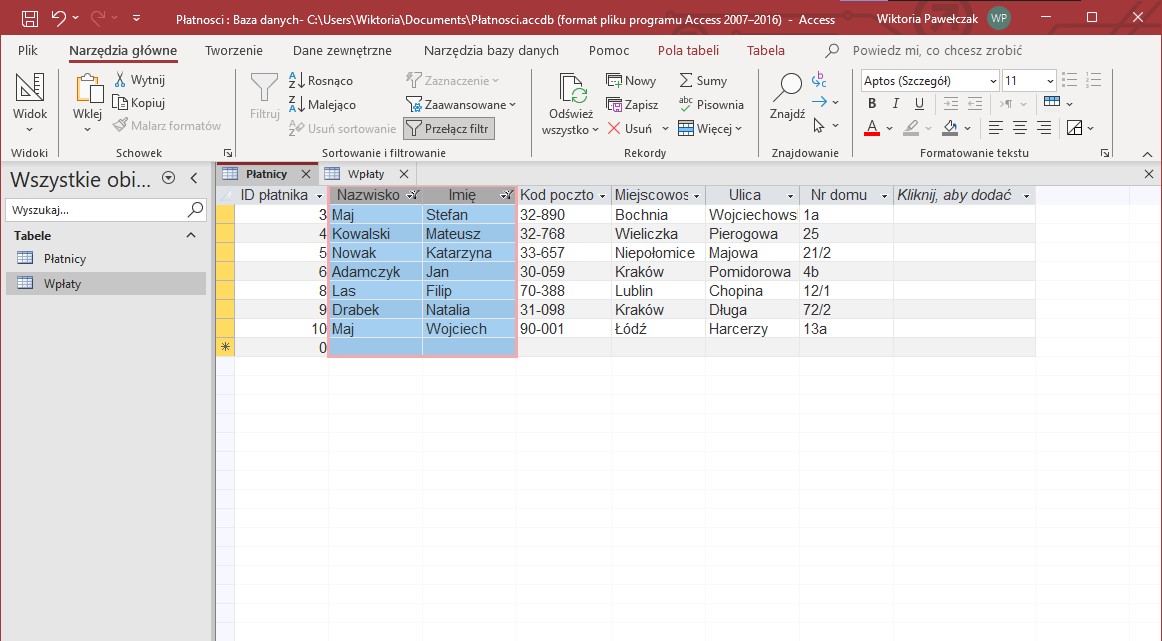 Płatnosci : Baza danych- C:\Users\Wiktoria\Documents\Płatnosci.accdb (format pliku programu Access 2007–2016) - Access
Wiktoria Pawełczak WP
Plik Narzędzia główne Tworzenie Dane zewnętrzne Narzędzia bazy danych Pomoc Pola tabeli Tabela Powiedz mi, co chcesz zrobić
Widok
Widoki
Wklej
Wytnij
Kopiuj
Malarz formatów
Schowek
Filtruj
Rosnąco
Malejąco
Usuń sortowanie
Zaznaczenie
Zaawansowane
Przełącz filtr
Sortowanie i filtrowanie
Odśwież
wszystko
Nowy
Zapisz
Usuń
Sumy
Pisownia
Więcej
Rekordy
Znajdź
Znajdowanie
Aptos (Szczegół) 11
B I U
A
Formatowanie tekstu
Wszystkie obi...
Wyszukaj...
Tabele
Płatnicy
Wpłaty
Płatnicy Wpłaty
ID płatnika Nazwisko Imię Kod poczto Miejscowos Ulica Nr domu Kliknij, aby dodać
3 Maj Stefan 32-890 Bochnia Wojciechows 1a
4 Kowalski Mateusz 32-768 Wieliczka Pierogowa 25
5 Nowak Katarzyna 33-657 Niepołomice Majowa 21/2
6 Adamczyk Jan 30-059 Kraków Pomidorowa 4b
8 Las Filip 70-388 Lublin Chopina 12/1
9 Drabek Natalia 31-098 Kraków Długa 72/2
10 Maj Wojciech 90-001 Łódź Harcerzy 13a
0